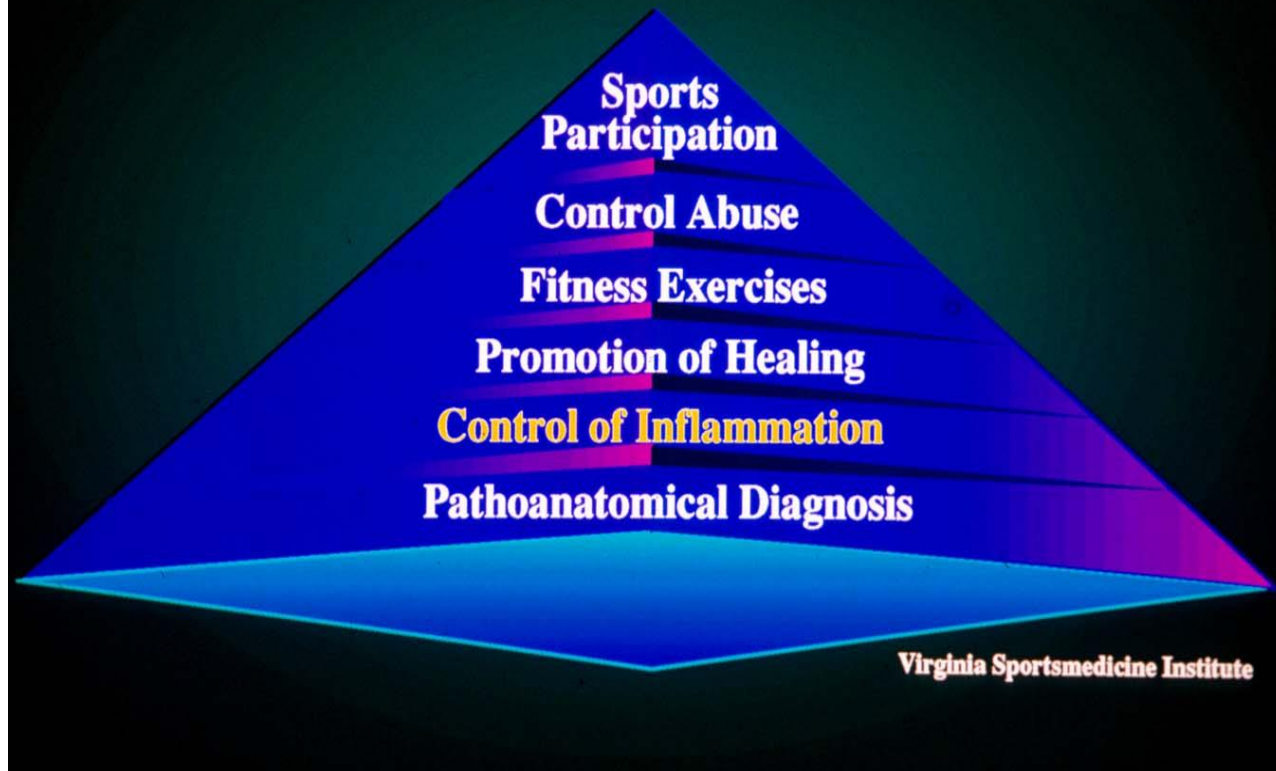 Sports
Participation
Control Abuse
Fitness Exercises
Promotion of Healing
Control of Inflammation
Pathoanatomical Diagnosis
Virginia Sportsmedicine Institute